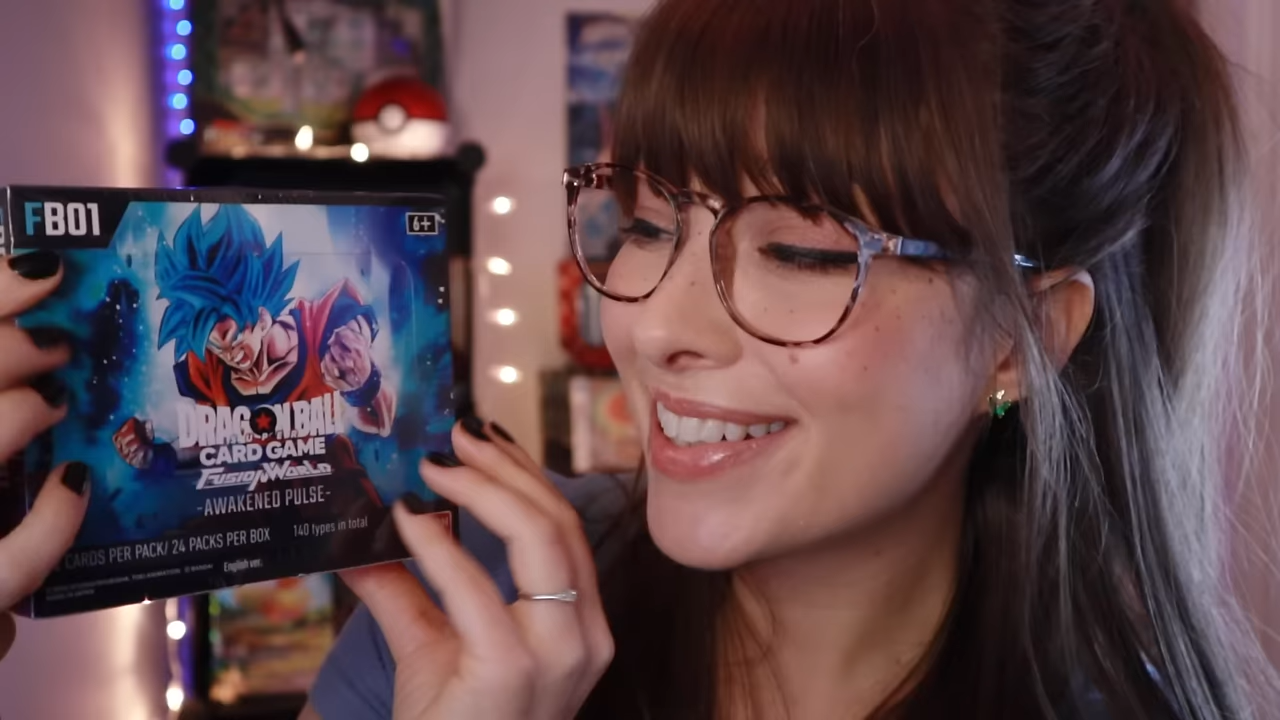 FB01
6+
DRAGON BALL
SUPER
CARD GAME
FUSION WORLD
-AWAKENED PULSE-
CARDS PER PACK/ 24 PACKS PER BOX
140 types in total
English ver.